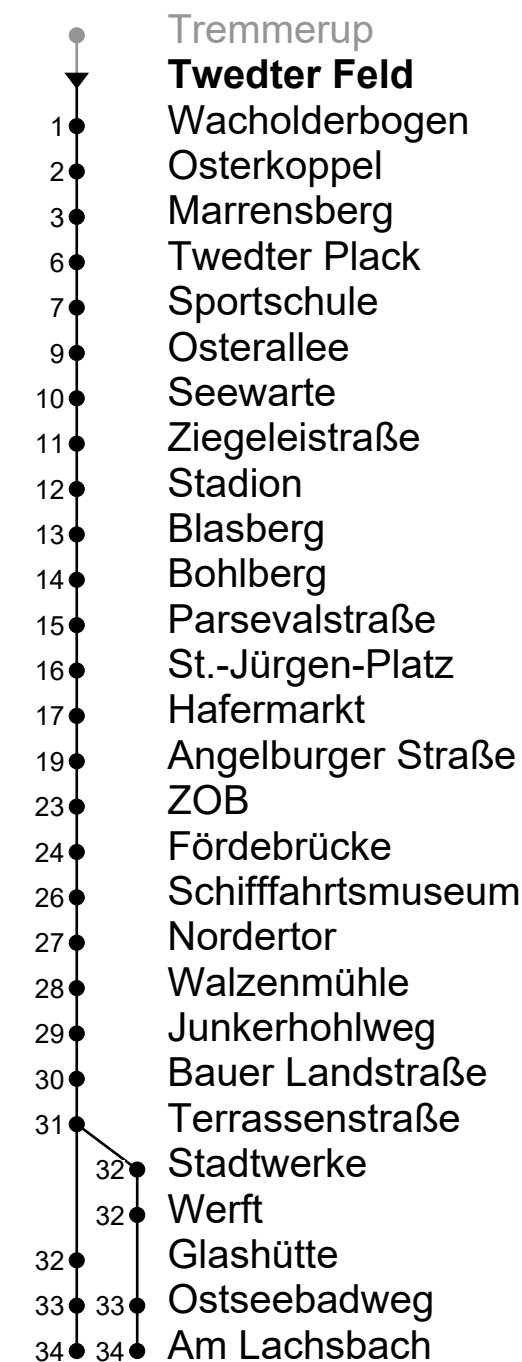 Tremmerup
Twedter Feld
1 Wacholderbogen
2 Osterkoppel
3 Marrensberg
6 Twedter Plack
7 Sportschule
9 Osterallee
10 Seewarte
11 Ziegeleistraße
12 Stadion
13 Blasberg
14 Bohlberg
15 Parsevalstraße
16 St.-Jürgen-Platz
17 Hafermarkt
19 Angelburger Straße
23 ZOB
24 Fördebrücke
26 Schifffahrtsmuseum
27 Nordertor
28 Walzenmühle
29 Junkerhohlweg
30 Bauer Landstraße
31 Terrassenstraße
32 Stadtwerke
32 Werft
32 Glashütte
33 33 Ostseebadweg
34 34 Am Lachsbach